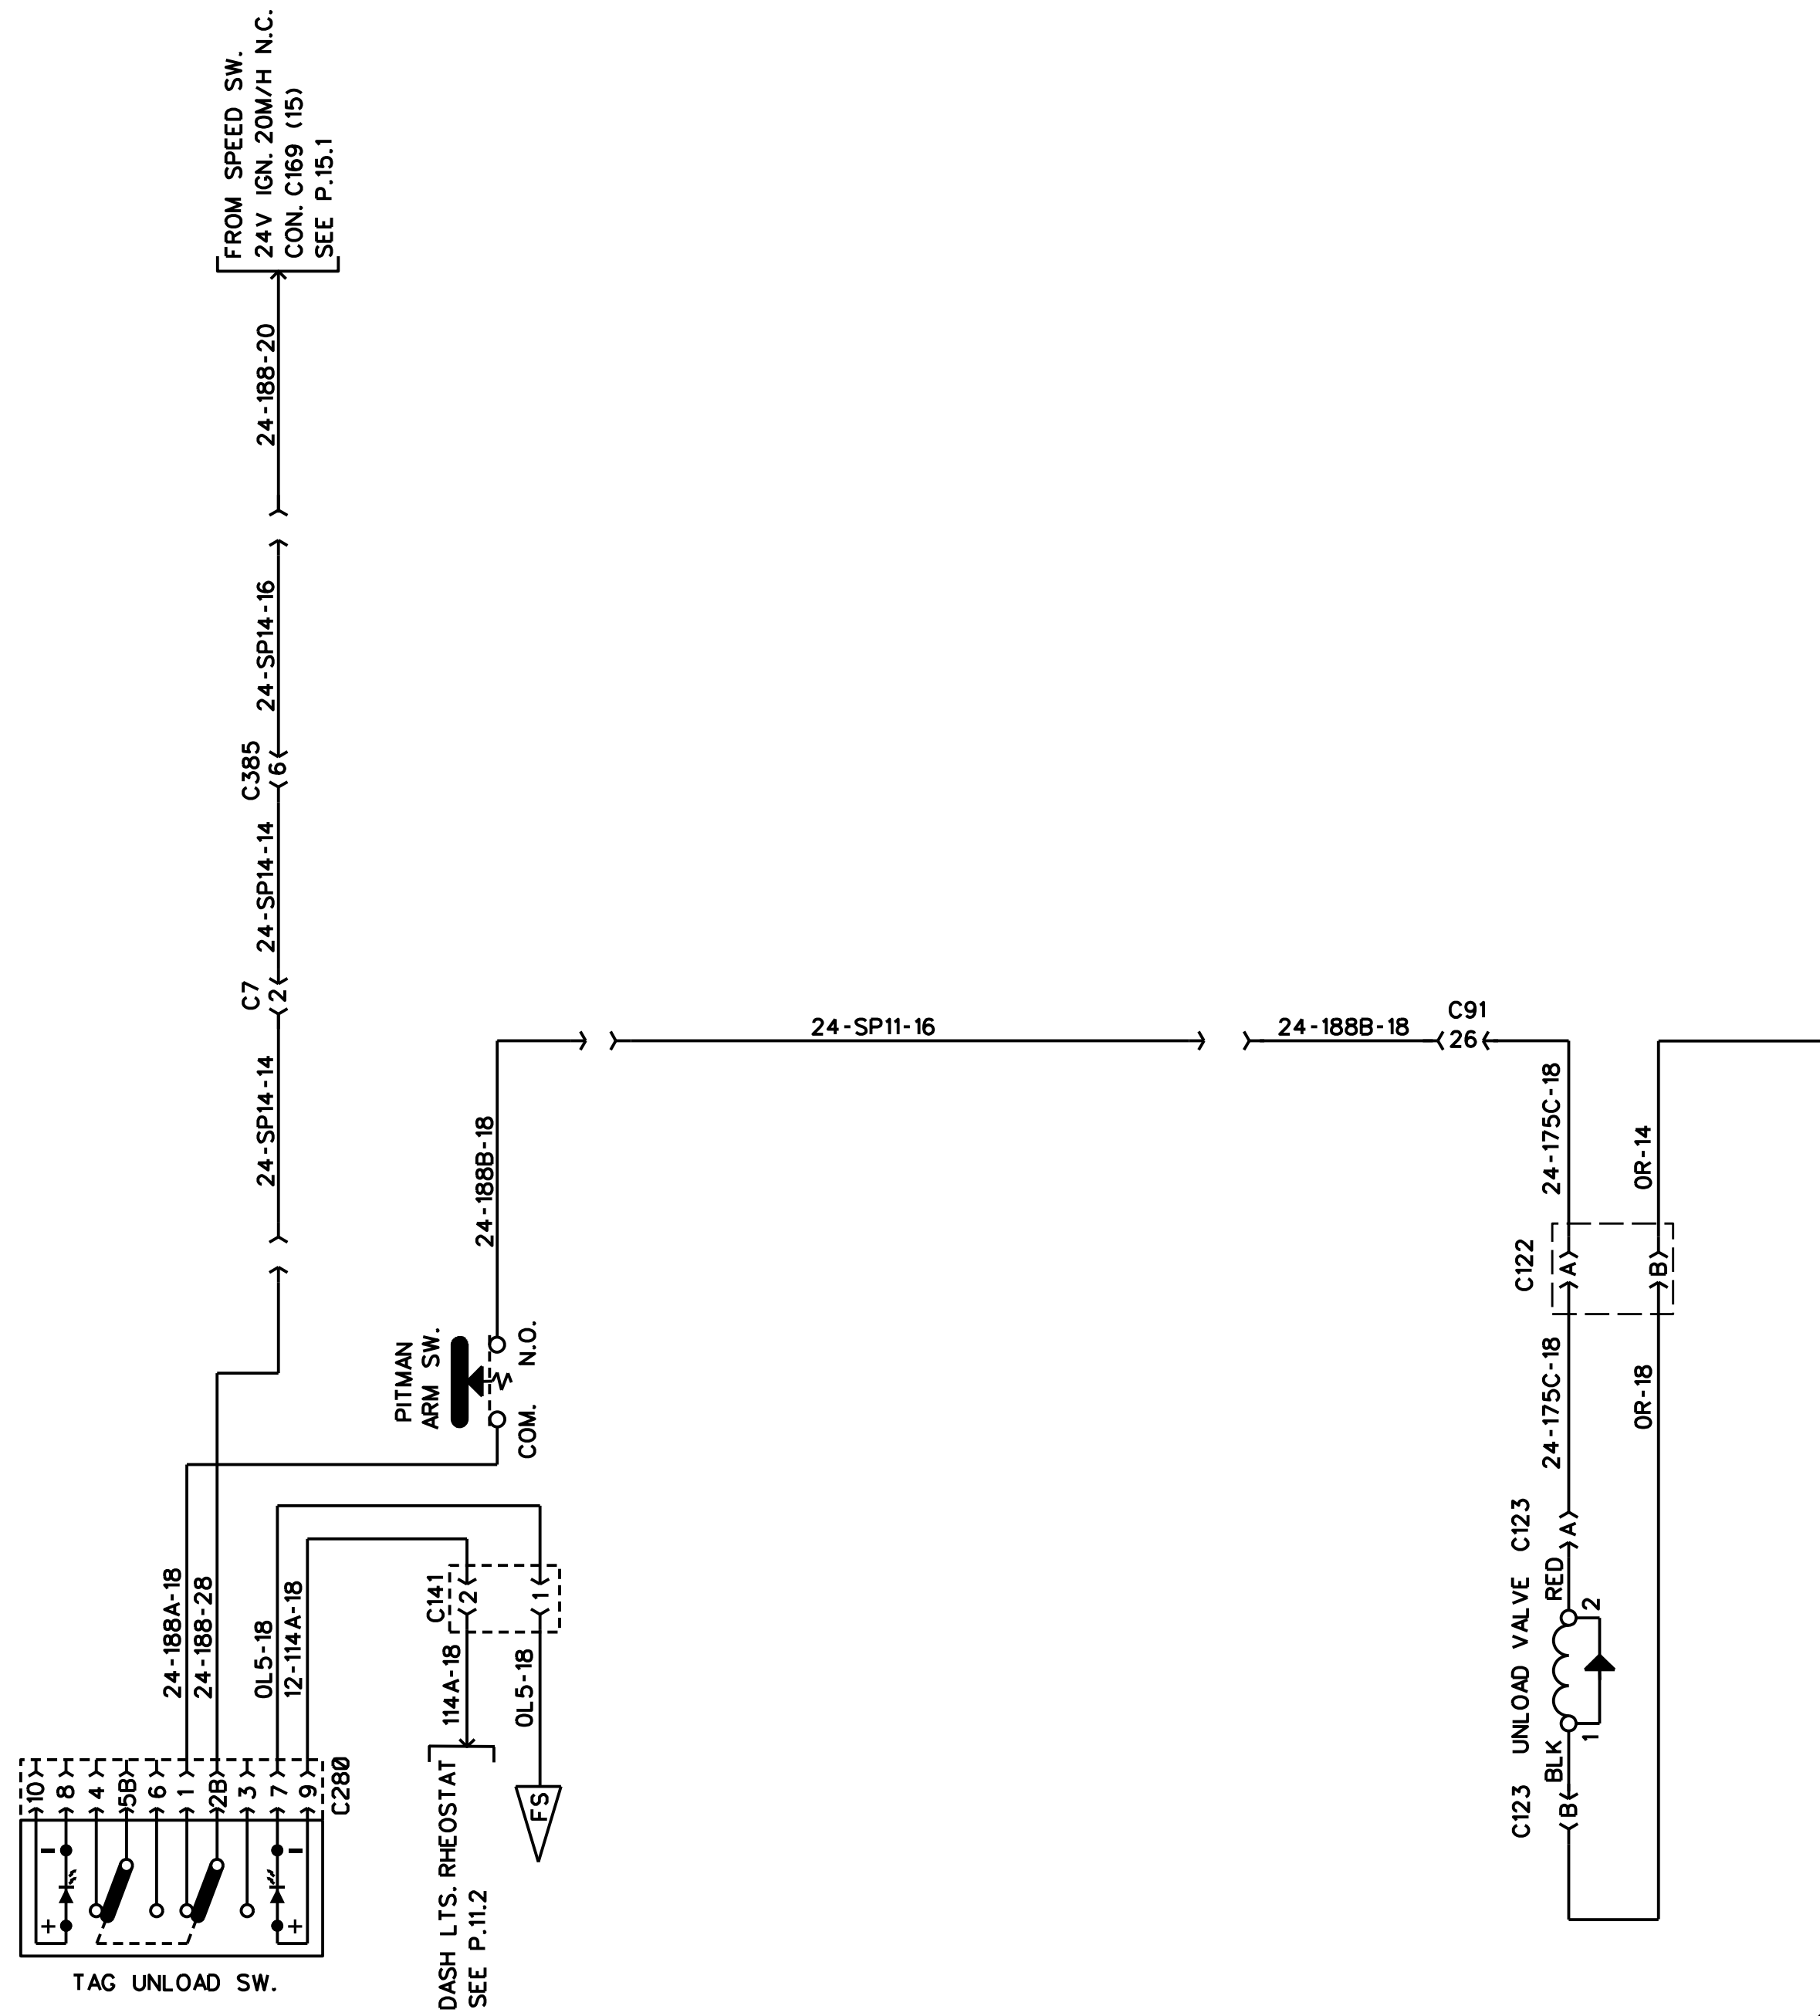 FROM SPEED SW.
24V IGN. 20M/H N.C.
CON. C169 (15)
SEE P.15.1
24-188-20
24-SP14-16
C385
6
24-SP14-14
C7
2
24-SP14-14
24-SP11-16
24-188B-18
C91
26
24-188B-18
PITMAN
ARM SW.
N.O.
COM.
24-175C-18
0R-14
C122
A
B
24-175C-18
0R-18
C123
A
RED
2
UNLOAD VALVE
1
BLK
C123
B
24-188A-18
24-188-28
0L5-18
12-114A-18
C141
2
1
114A-18
0L5-18
DASH LTS. RHEOSTAT
SEE P.11.2
FS
10
8
4
5B
6
1
2B
3
7
9
C280
- -
+ +
TAG UNLOAD SW.